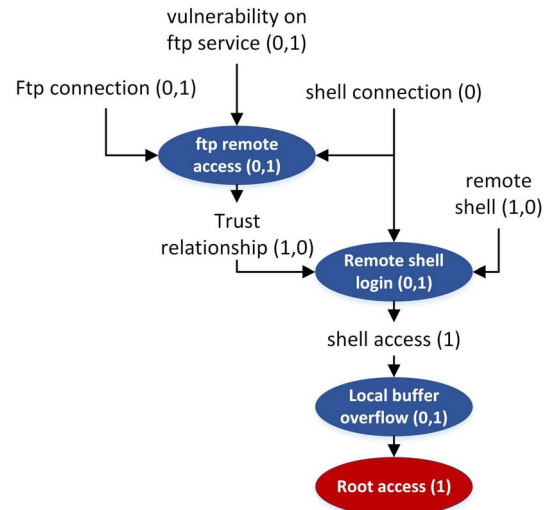 vulnerability on
ftp service (0,1)
Ftp connection (0,1)
shell connection (0)
ftp remote
access (0,1)
remote
shell (1,0)
Trust
relationship (1,0)
Remote shell
login (0,1)
shell access (1)
Local buffer
overflow (0,1)
Root access (1)